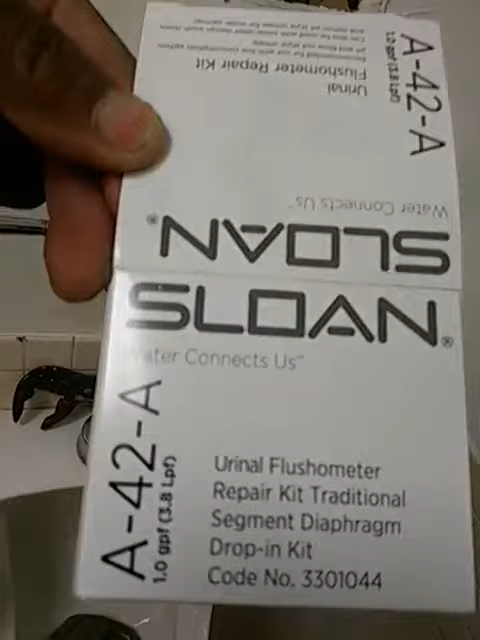 A-42-A
1.0 gpf (3.8 Lpf)
Urinal
Flushometer Repair Kit
Water Connects Us™
SLOAN®
SLOAN®
Water Connects Us™
A-42-A
1.0 gpf (3.8 Lpf)
Urinal Flushometer
Repair Kit Traditional
Segment Diaphragm
Drop-in Kit
Code No. 3301044